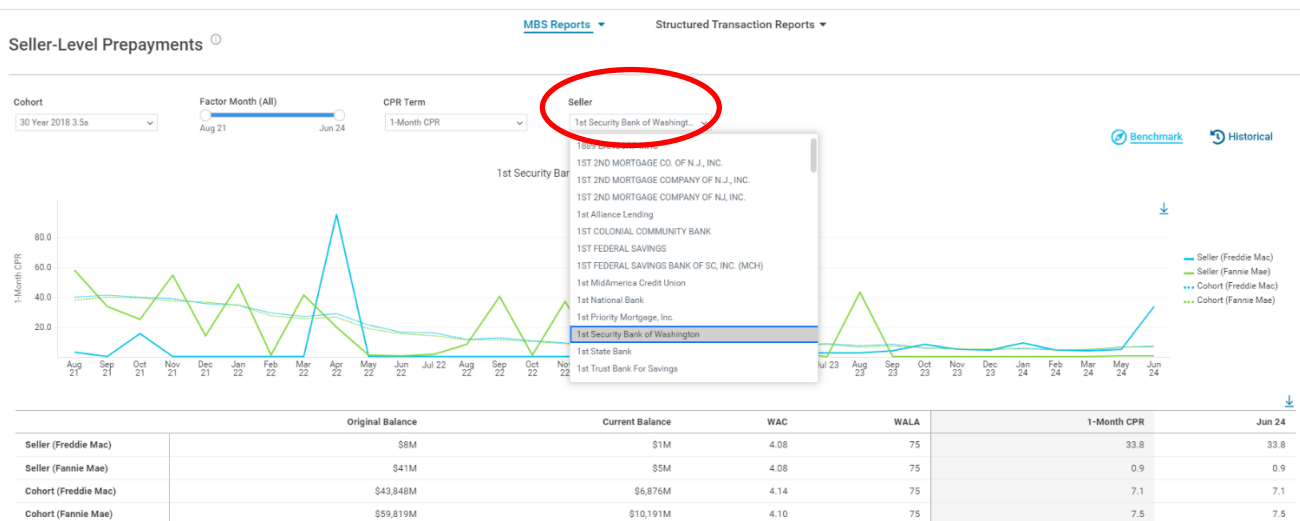 MBS Reports
Structured Transaction Reports
Seller-Level Prepayments
Cohort
Factor Month (All)
CPR Term
Seller
30 Year 2018 3.5s
Aug 21
Jun 24
1-Month CPR
1st Security Bank of Washingt...
Benchmark
Historical
1ST 2ND MORTGAGE CO. OF N.J., INC.
1ST 2ND MORTGAGE COMPANY OF N.J., INC.
1ST 2ND MORTGAGE COMPANY OF NJ, INC.
1st Alliance Lending
1ST COLONIAL COMMUNITY BANK
1ST FEDERAL SAVINGS
1ST FEDERAL SAVINGS BANK OF SC, INC. (MCH)
1st MidAmerica Credit Union
1st National Bank
1st Priority Mortgage, Inc.
1st Security Bank of Washington
1st State Bank
1st Trust Bank For Savings
1st Security Bar
1-Month CPR
80.0
60.0
40.0
20.0
Seller (Freddie Mac)
Seller (Fannie Mae)
Cohort (Freddie Mac)
Cohort (Fannie Mae)
Aug 21 Sep 21 Oct 21 Nov 21 Dec 21 Jan 22 Feb 22 Mar 22 Apr 22 May 22 Jun 22 Jul 22 Aug 22 Sep 22 Oct 22
Jul 23 Aug 23 Sep 23 Oct 23 Nov 23 Dec 23 Jan 24 Feb 24 Mar 24 Apr 24 May 24 Jun 24
Original Balance Current Balance WAC WALA 1-Month CPR Jun 24
Seller (Freddie Mac) $8M $1M 4.08 75 33.8 33.8
Seller (Fannie Mae) $41M $5M 4.08 75 0.9 0.9
Cohort (Freddie Mac) $43,848M $6,876M 4.14 75 7.1 7.1
Cohort (Fannie Mae) $59,819M $10,191M 4.10 75 7.5 7.5